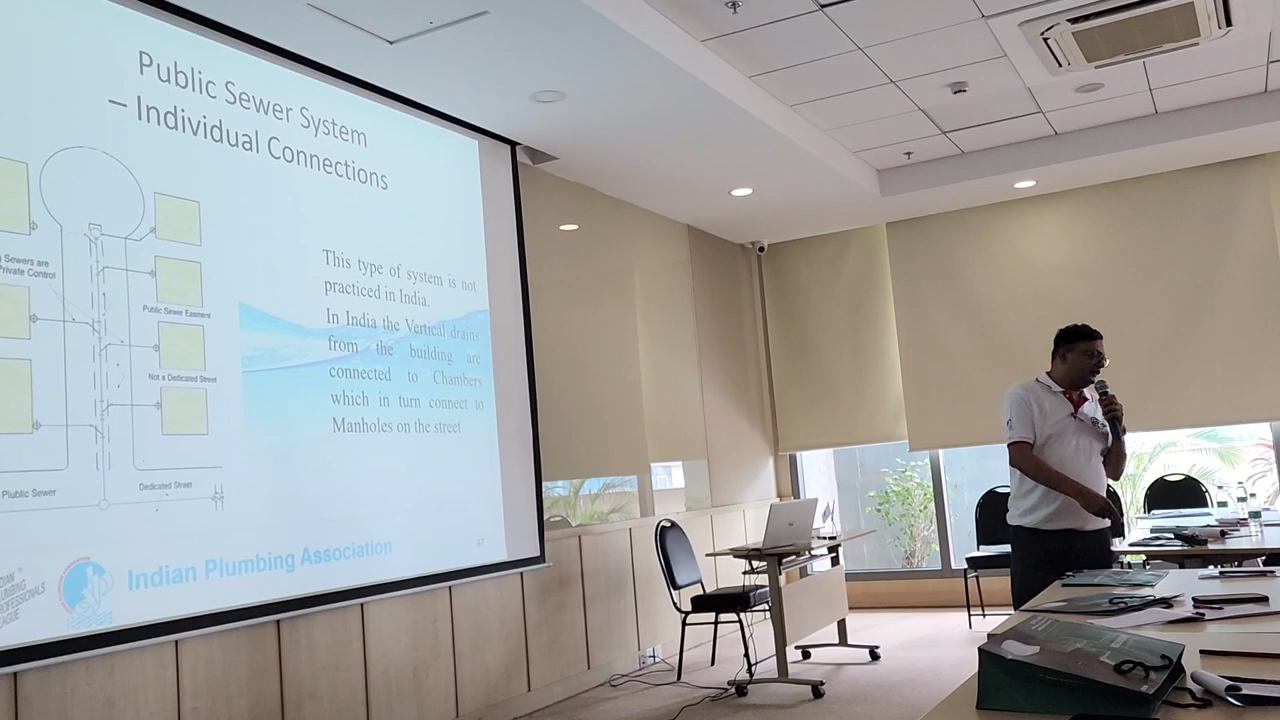 Public Sewer System
– Individual Connections
Sewers are
Private Control
Public Sewer Easment
Not a Dedicated Street
Public Sewer
Dedicated Street
This type of system is not
practiced in India.
In India the Vertical drains
from the building are
connected to Chambers
which in turn connect to
Manholes on the street
Indian Plumbing Association
67